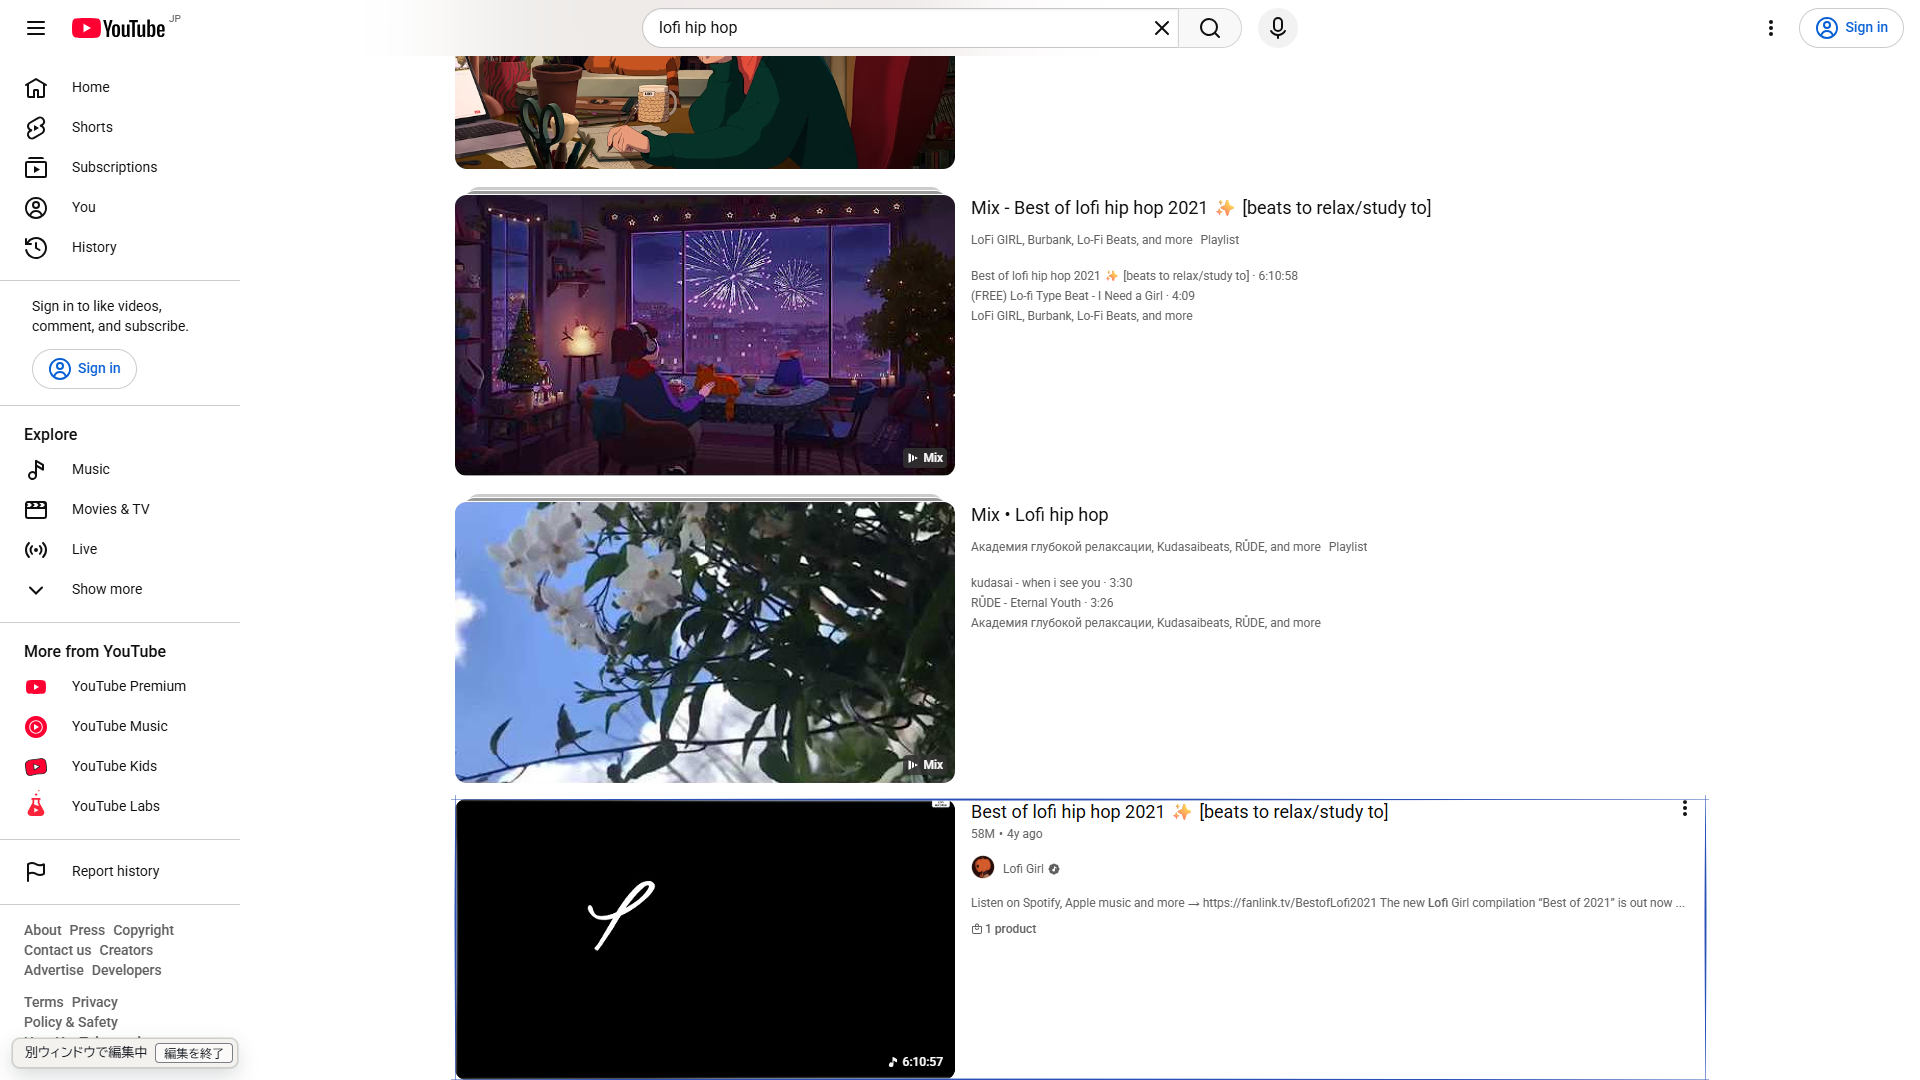 YouTube JP
lofi hip hop
Sign in
Home
Shorts
Subscriptions
You
History
Sign in to like videos,
comment, and subscribe.
Sign in
Explore
Music
Movies & TV
Live
Show more
More from YouTube
YouTube Premium
YouTube Music
YouTube Kids
YouTube Labs
Report history
About Press Copyright
Contact us Creators
Advertise Developers
Terms Privacy
Policy & Safety
別ウィンドウで編集中 編集を終了
Mix - Best of lofi hip hop 2021 ✨ [beats to relax/study to]
LoFi GIRL, Burbank, Lo-Fi Beats, and more Playlist
Best of lofi hip hop 2021 ✨ [beats to relax/study to] · 6:10:58
(FREE) Lo-fi Type Beat - I Need a Girl · 4:09
LoFi GIRL, Burbank, Lo-Fi Beats, and more
Mix
Mix • Lofi hip hop
Академия глубокой релаксации, Kudasaibeats, RŮDE, and more Playlist
kudasai - when i see you · 3:30
RŮDE - Eternal Youth · 3:26
Академия глубокой релаксации, Kudasaibeats, RŮDE, and more
Mix
Best of lofi hip hop 2021 ✨ [beats to relax/study to]
58M • 4y ago
Lofi Girl
Listen on Spotify, Apple music and more → https://fanlink.tv/BestofLofi2021 The new Lofi Girl compilation “Best of 2021” is out now ...
1 product
6:10:57